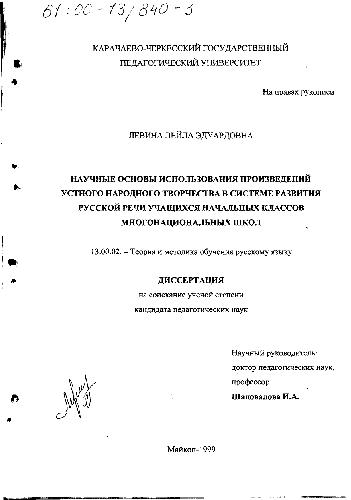 61:00-13/840-3
КАРАЧАЕВО-ЧЕРКЕССКИЙ ГОСУДАРСТВЕННЫЙ
ПЕДАГОГИЧЕСКИЙ УНИВЕРСИТЕТ
На правах рукописи
ЛЕВИНА ЛЕЙЛА ЭДУАРДОВНА
НАУЧНЫЕ ОСНОВЫ ИСПОЛЬЗОВАНИЯ ПРОИЗВЕДЕНИЙ
УСТНОГО НАРОДНОГО ТВОРЧЕСТВА В СИСТЕМЕ РАЗВИТИЯ
РУССКОЙ РЕЧИ УЧАЩИХСЯ НАЧАЛЬНЫХ КЛАССОВ
МНОГОНАЦИОНАЛЬНЫХ ШКОЛ
13.00.02. – Теория и методика обучения русскому языку
ДИССЕРТАЦИЯ
на соискание ученой степени
кандидата педагогических наук
Научный руководитель:
доктор педагогических наук,
профессор
Шаповалова И.А.
Майкоп-1999